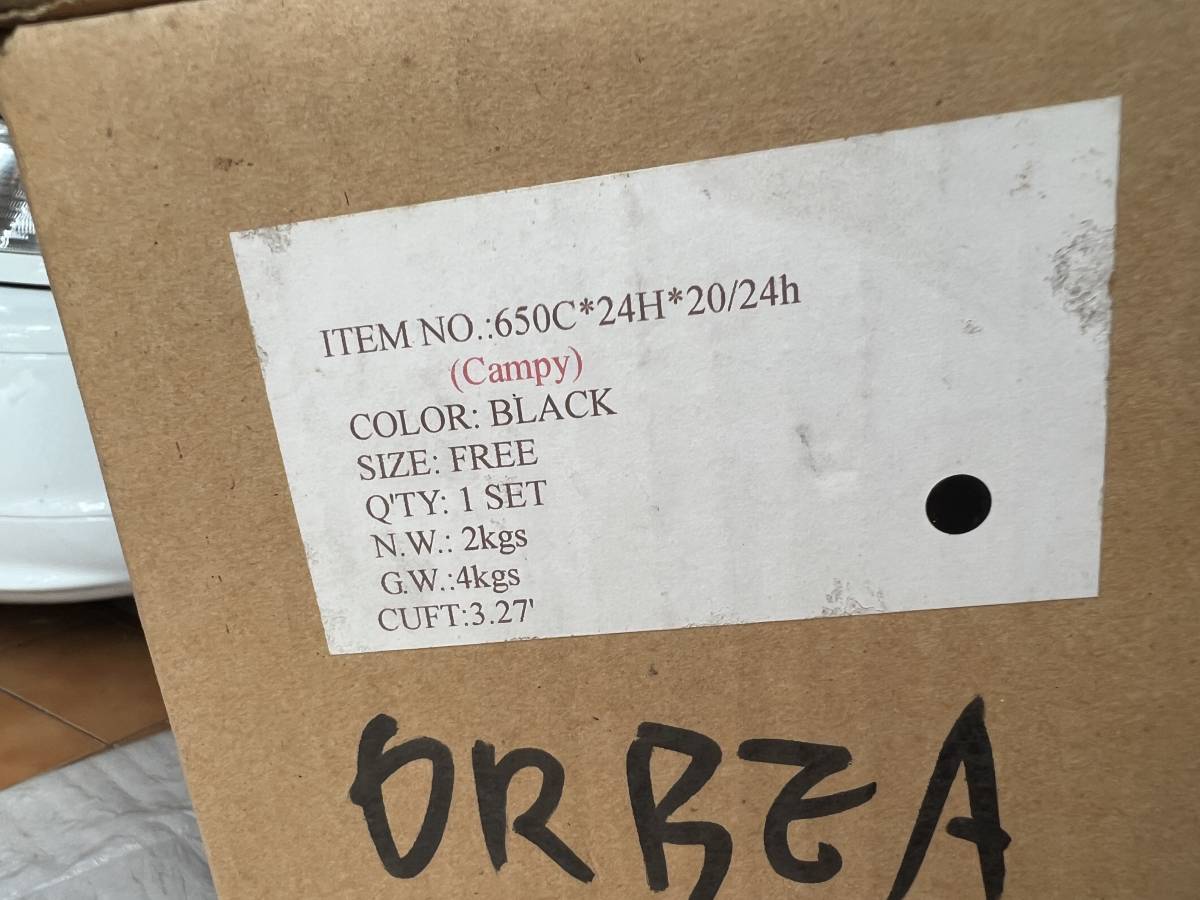 ITEM NO.:650C*24H*20/24h
(Campy)
COLOR: BLACK
SIZE: FREE
Q'TY: 1 SET
N.W.: 2kgs
G.W.:4kgs
CUFT:3.27'
ORBEA